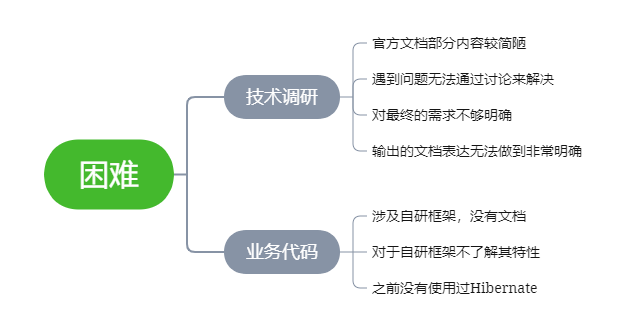 困难
技术调研
官方文档部分内容较简陋
遇到问题无法通过讨论来解决
对最终的需求不够明确
输出的文档表达无法做到非常明确
业务代码
涉及自研框架，没有文档
对于自研框架不了解其特性
之前没有使用过Hibernate